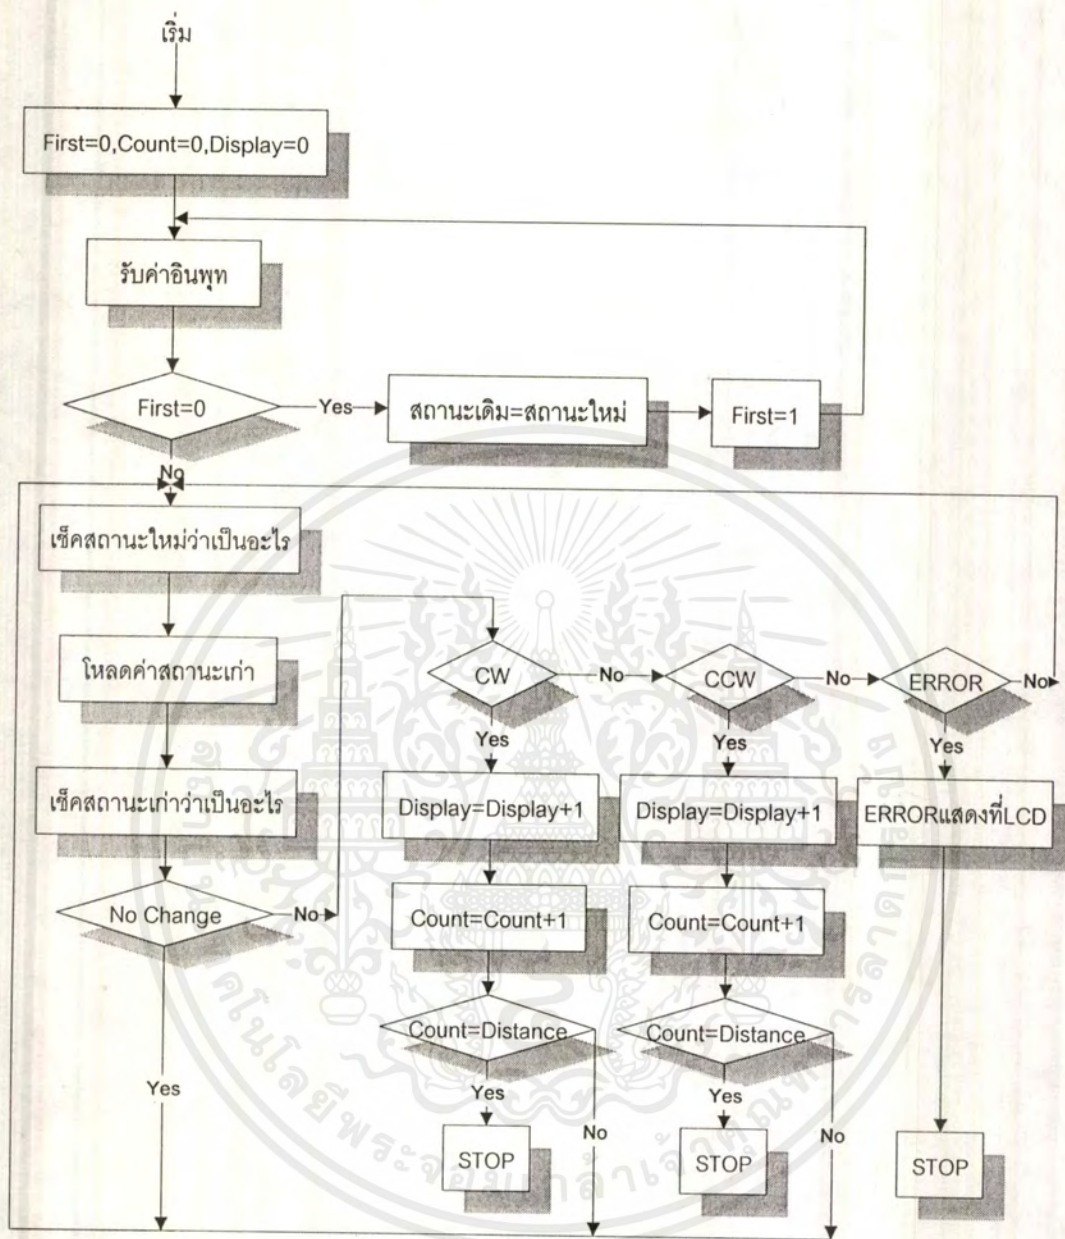 เริ่ม
First=0,Count=0,Display=0
รับค่าอินพุท
First=0
Yes
สถานะเดิม=สถานะใหม่
First=1
No
เช็คสถานะใหม่ว่าเป็นอะไร
โหลดค่าสถานะเก่า
เช็คสถานะเก่าว่าเป็นอะไร
No Change
No
Yes
CW
No
CCW
No
ERROR
No
Yes
Yes
Yes
Display=Display+1
Display=Display+1
ERRORแสดงที่LCD
Count=Count+1
Count=Count+1
Count=Distance
Count=Distance
Yes
No
Yes
No
STOP
STOP
STOP